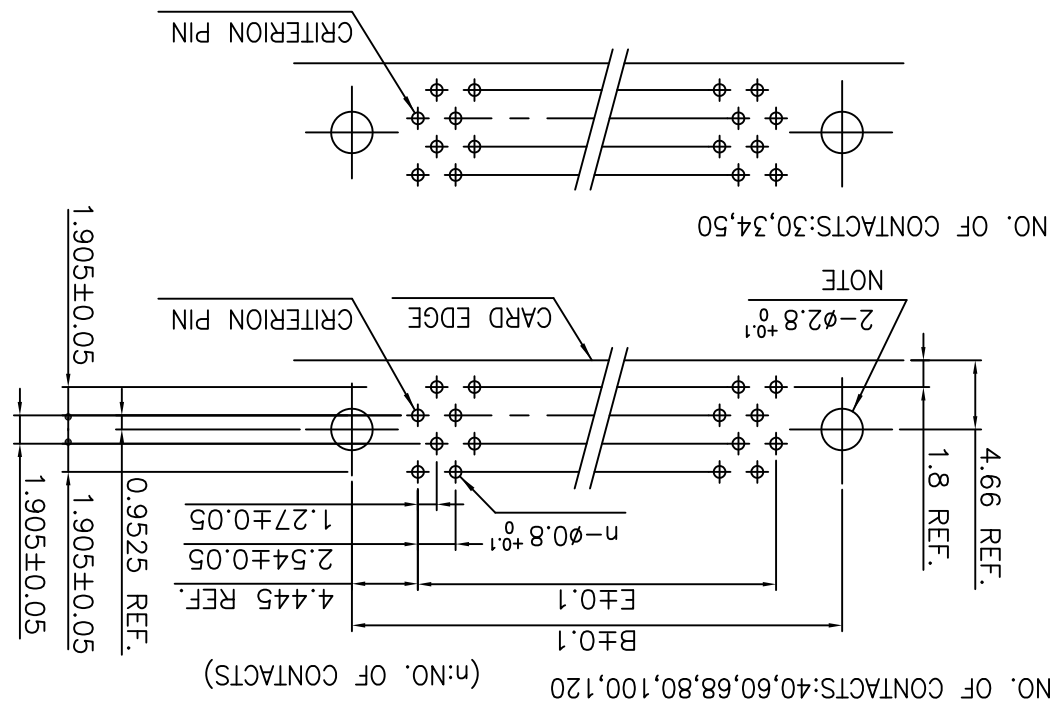 NO. OF CONTACTS:40,60,68,80,100,120
(n:NO. OF CONTACTS)
B±0.1
E±0.1
4.445 REF.
2.54±0.05
1.27±0.05
n-ø0.8 +0.1 0
0.9525 REF.
1.905±0.05
1.905±0.05
1.905±0.05
4.66 REF.
1.8 REF.
2-ø2.8 +0.1 0
NOTE
CARD EDGE
CRITERION PIN
NO. OF CONTACTS:30,34,50
CRITERION PIN